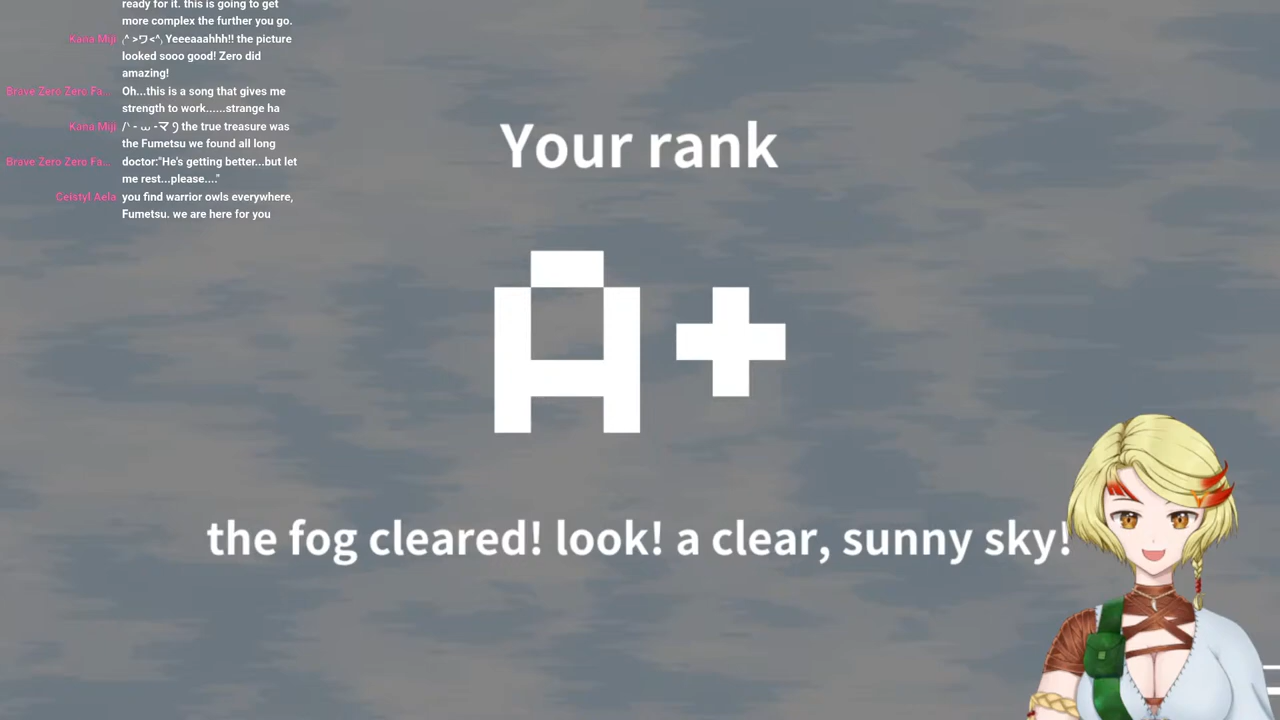 ready for it. this is going to get
more complex the further you go.
Kana Miji ₍^ >ヮ<^₎ Yeeeaaahhh!! the picture
looked sooo good! Zero did
amazing!
Brave Zero Zero Fa... Oh...this is a song that gives me
strength to work......strange ha
Kana Miji /ᐠ - ⩊ -マ Ⳋ the true treasure was
the Fumetsu we found all long
Brave Zero Zero Fa... doctor:"He's getting better...but let
me rest...please...."
Ceistyl Aela you find warrior owls everywhere,
Fumetsu. we are here for you
Your rank
A+
the fog cleared! look! a clear, sunny sky!